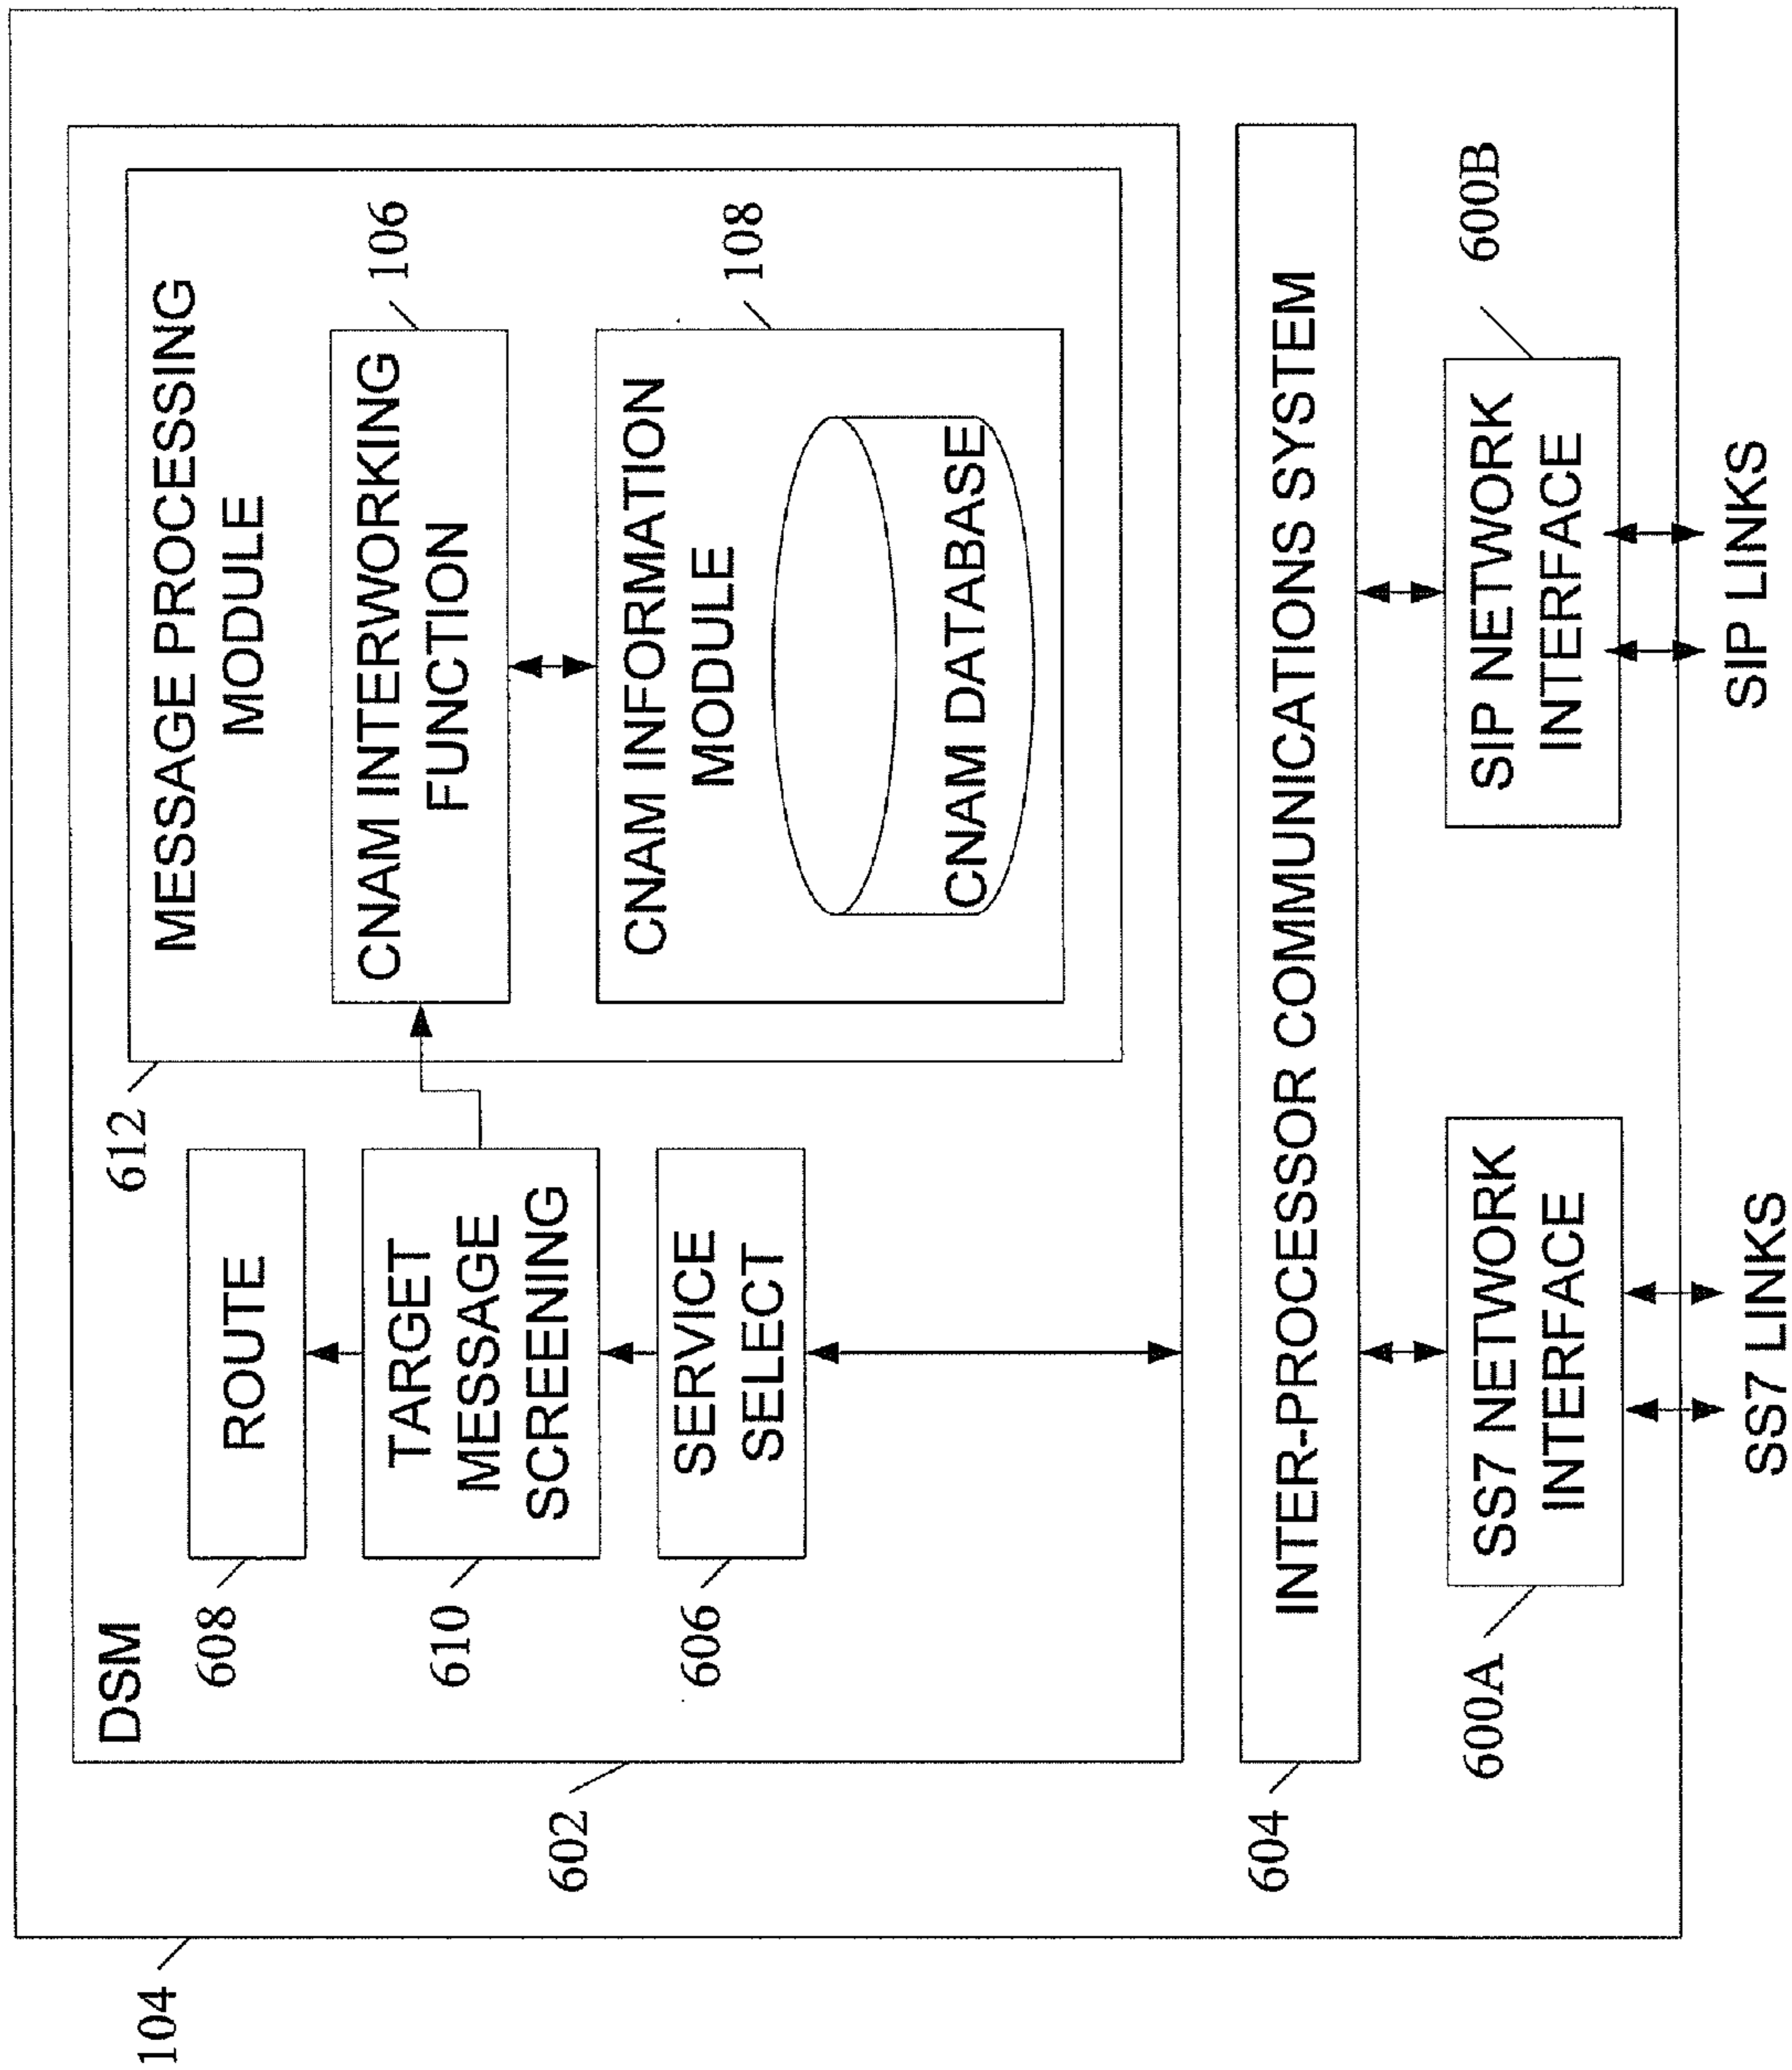 104
602
DSM
608
ROUTE
610
TARGET
MESSAGE
SCREENING
606
SERVICE
SELECT
612
MESSAGE PROCESSING
MODULE
CNAM INTERWORKING
FUNCTION
106
CNAM INFORMATION
MODULE
108
CNAM DATABASE
604
INTER-PROCESSOR COMMUNICATIONS SYSTEM
600A
SS7 NETWORK
INTERFACE
SIP NETWORK
INTERFACE
600B
SS7 LINKS
SIP LINKS